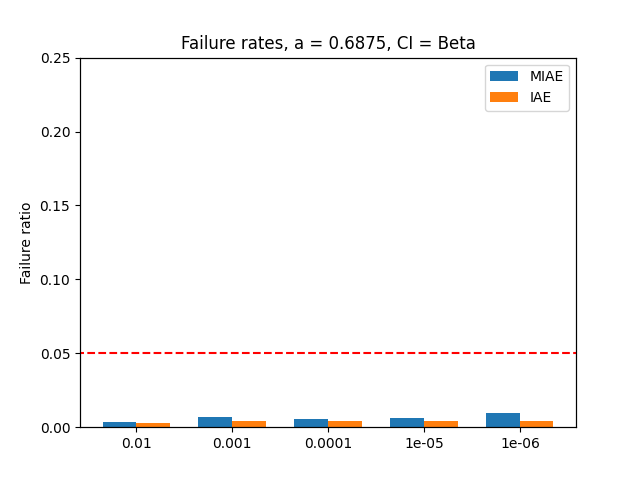 Failure rates, a = 0.6875, CI = Beta
MIAE
IAE
Failure ratio
0.25
0.20
0.15
0.10
0.05
0.00
0.01 0.001 0.0001 1e-05 1e-06